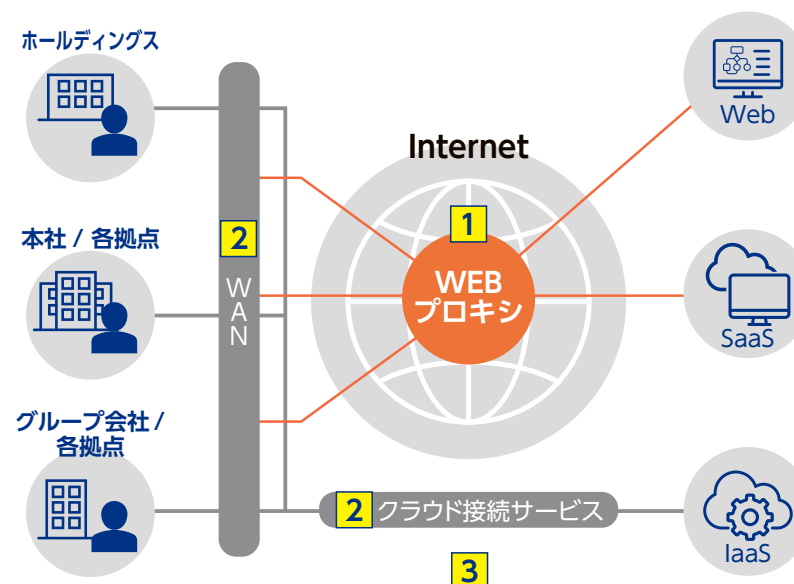 ホールディングス
本社 / 各拠点
グループ会社 /
各拠点
2
WAN
Internet
1
WEB
プロキシ
Web
SaaS
IaaS
2 クラウド接続サービス
3